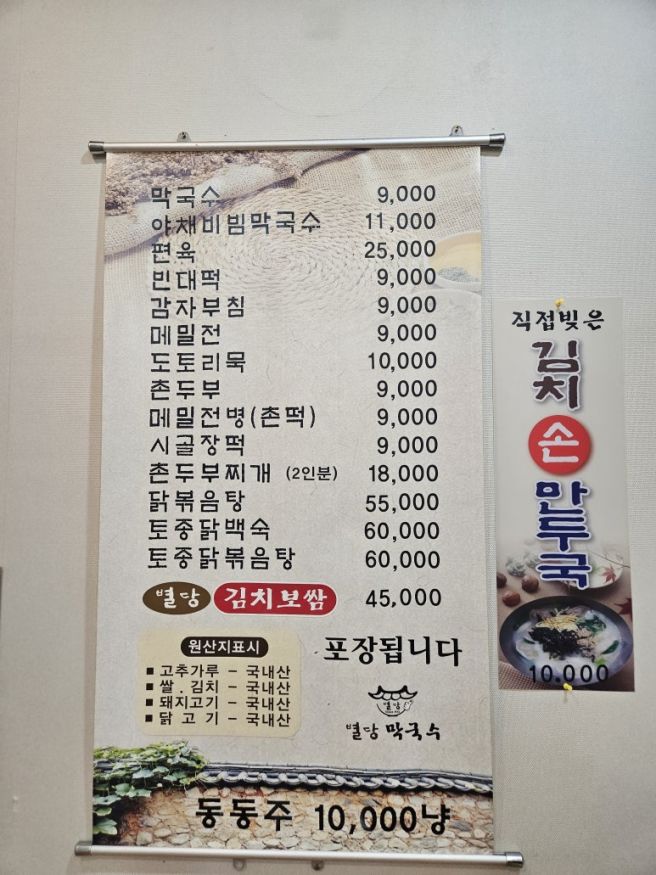 막국수 9,000
야채비빔막국수 11,000
편육 25,000
빈대떡 9,000
감자부침 9,000
메밀전 9,000
도토리묵 10,000
촌두부 9,000
메밀전병(촌떡) 9,000
시골장떡 9,000
촌두부찌개 (2인분) 18,000
닭볶음탕 55,000
토종닭백숙 60,000
토종닭볶음탕 60,000
별당 김치보쌈 45,000
원산지표시
■ 고추가루 - 국내산
■ 쌀.김치 - 국내산
■ 돼지고기 - 국내산
■ 닭 고 기 - 국내산
포장됩니다
별당
별당 막국수
동동주 10,000냥
직접빚은
김치
손
만두국
10.000